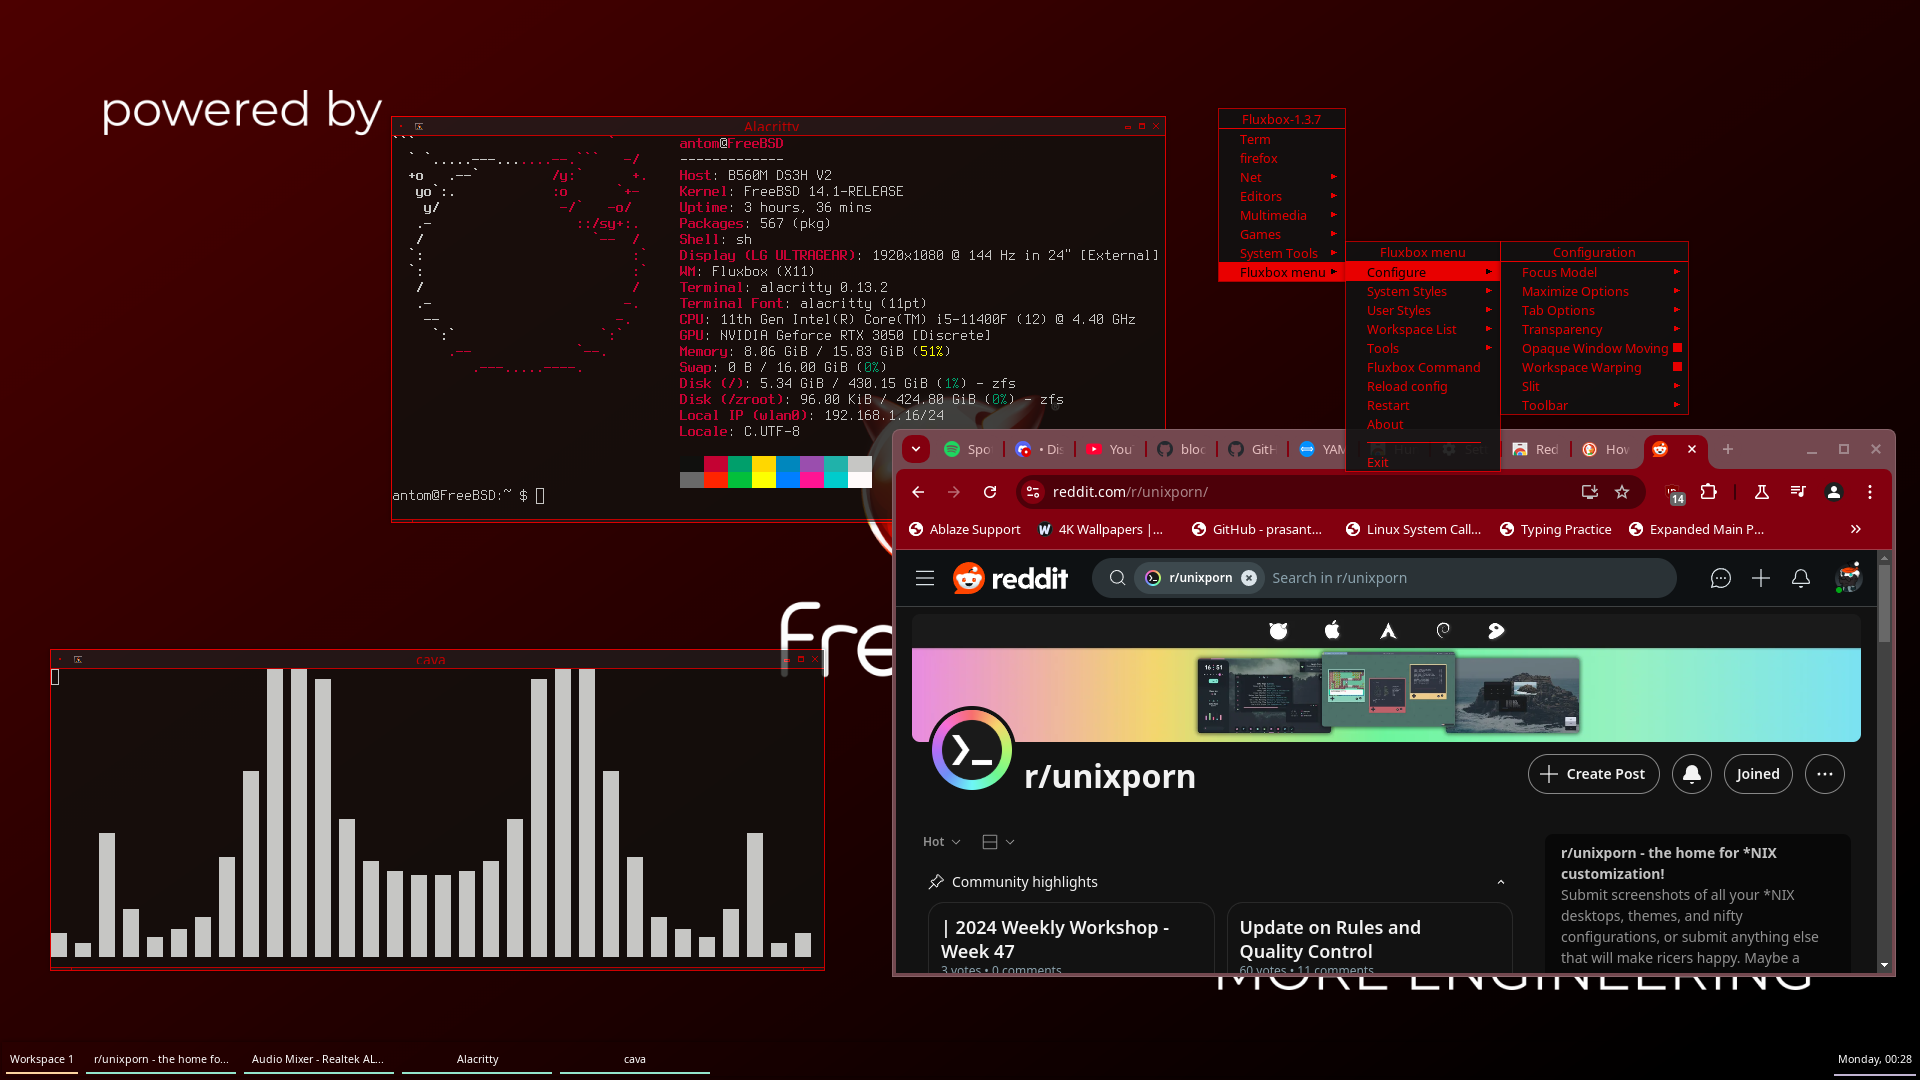 powered by
Alacritty
antom@FreeBSD
-------------
Host: B560M DS3H V2
Kernel: FreeBSD 14.1-RELEASE
Uptime: 3 hours, 36 mins
Packages: 567 (pkg)
Shell: sh
Display (LG ULTRAGEAR): 1920x1080 @ 144 Hz in 24" [External]
WM: Fluxbox (X11)
Terminal: alacritty 0.13.2
Terminal Font: alacritty (11pt)
CPU: 11th Gen Intel(R) Core(TM) i5-11400F (12) @ 4.40 GHz
GPU: NVIDIA Geforce RTX 3050 [Discrete]
Memory: 8.06 GiB / 15.83 GiB (51%)
Swap: 0 B / 16.00 GiB (0%)
Disk (/): 5.34 GiB / 430.15 GiB (1%) - zfs
Disk (/zroot): 96.00 KiB / 424.80 GiB (0%) - zfs
Local IP (wlan0): 192.168.1.16/24
Locale: C.UTF-8
antom@FreeBSD:~ $
Fluxbox-1.3.7
Term
firefox
Net
Editors
Multimedia
Games
System Tools
Fluxbox menu
Fluxbox menu
Configure
System Styles
User Styles
Workspace List
Tools
Fluxbox Command
Reload config
Restart
About
Exit
Configuration
Focus Model
Maximize Options
Tab Options
Transparency
Opaque Window Moving
Workspace Warping
Slit
Toolbar
Spo
• Dis
You
bloc
GitH
YAM
Red
How
reddit.com/r/unixporn/
14
Ablaze Support
4K Wallpapers |...
GitHub - prasant...
Linux System Call...
Typing Practice
Expanded Main P...
reddit
r/unixporn
Search in r/unixporn
16:51
r/unixporn
Create Post
Joined
Hot
Community highlights
| 2024 Weekly Workshop -
Week 47
3 votes • 0 comments
Update on Rules and
Quality Control
60 votes • 11 comments
r/unixporn - the home for *NIX
customization!
Submit screenshots of all your *NIX
desktops, themes, and nifty
configurations, or submit anything else
that will make ricers happy. Maybe a
Fre
cava
MORE ENGINEERING
Workspace 1
r/unixporn - the home fo...
Audio Mixer - Realtek AL...
Alacritty
cava
Monday, 00:28